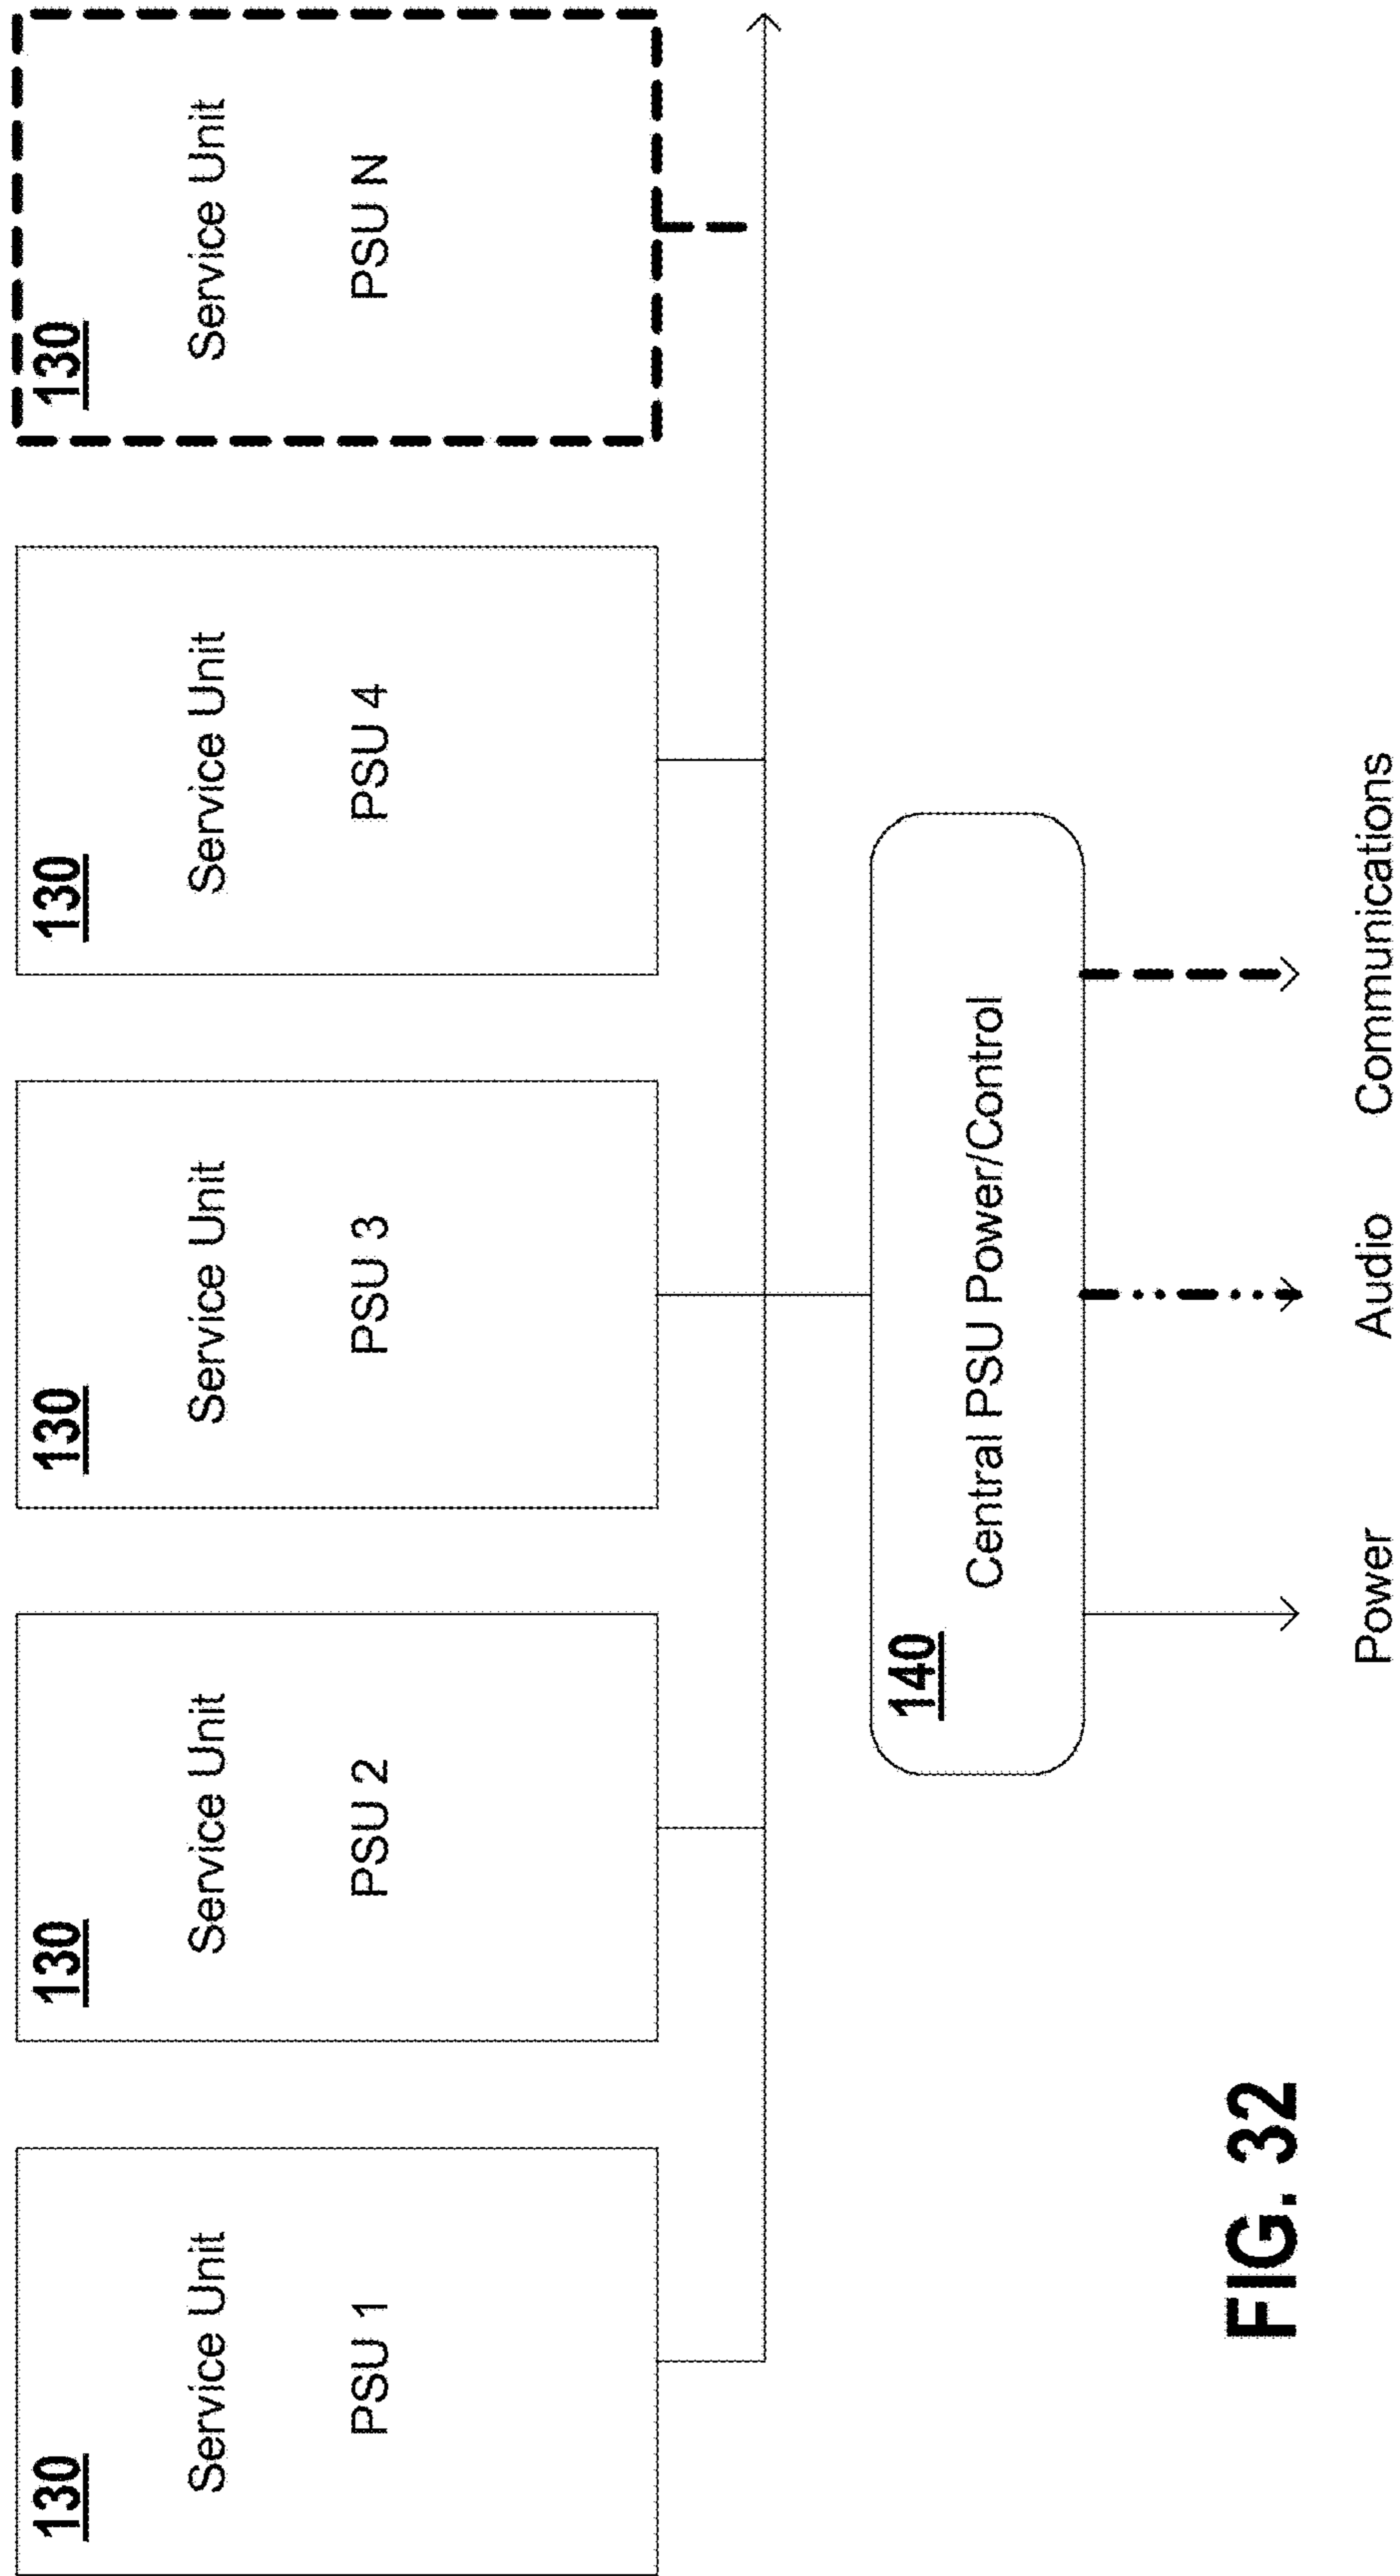 130
Service Unit
PSU 1
130
Service Unit
PSU 2
130
Service Unit
PSU 3
130
Service Unit
PSU 4
130
Service Unit
PSU N
140
Central PSU Power/Control
Power
Audio
Communications
FIG. 32